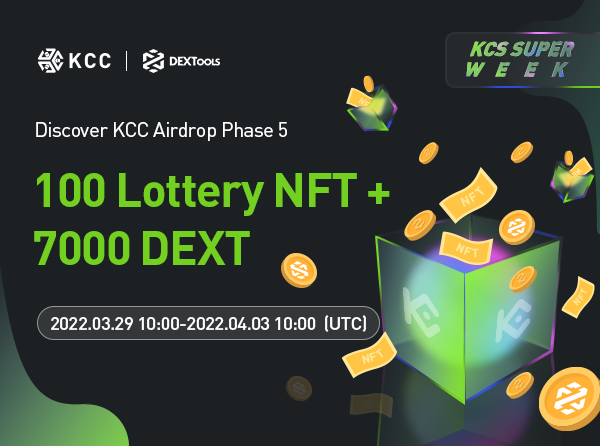 KCC
DEXTools
KCS SUPER
WEEK
Discover KCC Airdrop Phase 5
100 Lottery NFT +
7000 DEXT
2022.03.29 10:00-2022.04.03 10:00 (UTC)
NFT
NFT
NFT
NFT